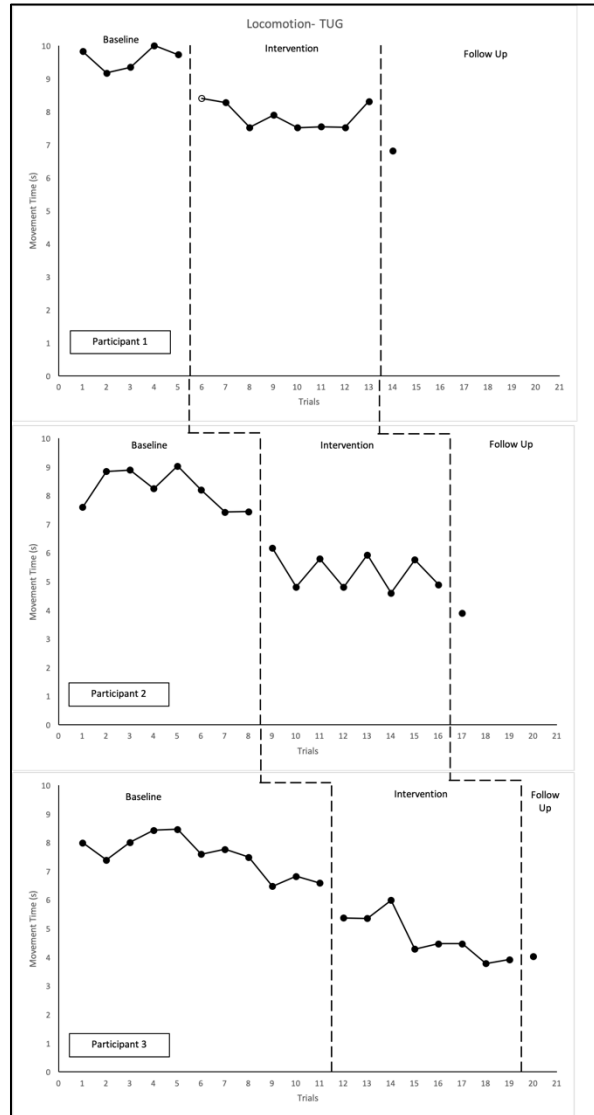 Locomotion- TUG
Baseline
Intervention
Follow Up
10
9
8
7
6
5
4
3
2
1
0
Movement Time (s)
Participant 1
0 1 2 3 4 5 6 7 8 9 10 11 12 13 14 15 16 17 18 19 20 21
Trials
Baseline
Intervention
Follow Up
10
9
8
7
6
5
4
3
2
1
0
Movement Time (s)
Participant 2
0 1 2 3 4 5 6 7 8 9 10 11 12 13 14 15 16 17 18 19 20 21
Trials
Baseline
Intervention
Follow
Up
10
9
8
7
6
5
4
3
2
1
0
Movement Time (s)
Participant 3
0 1 2 3 4 5 6 7 8 9 10 11 12 13 14 15 16 17 18 19 20 21
Trials